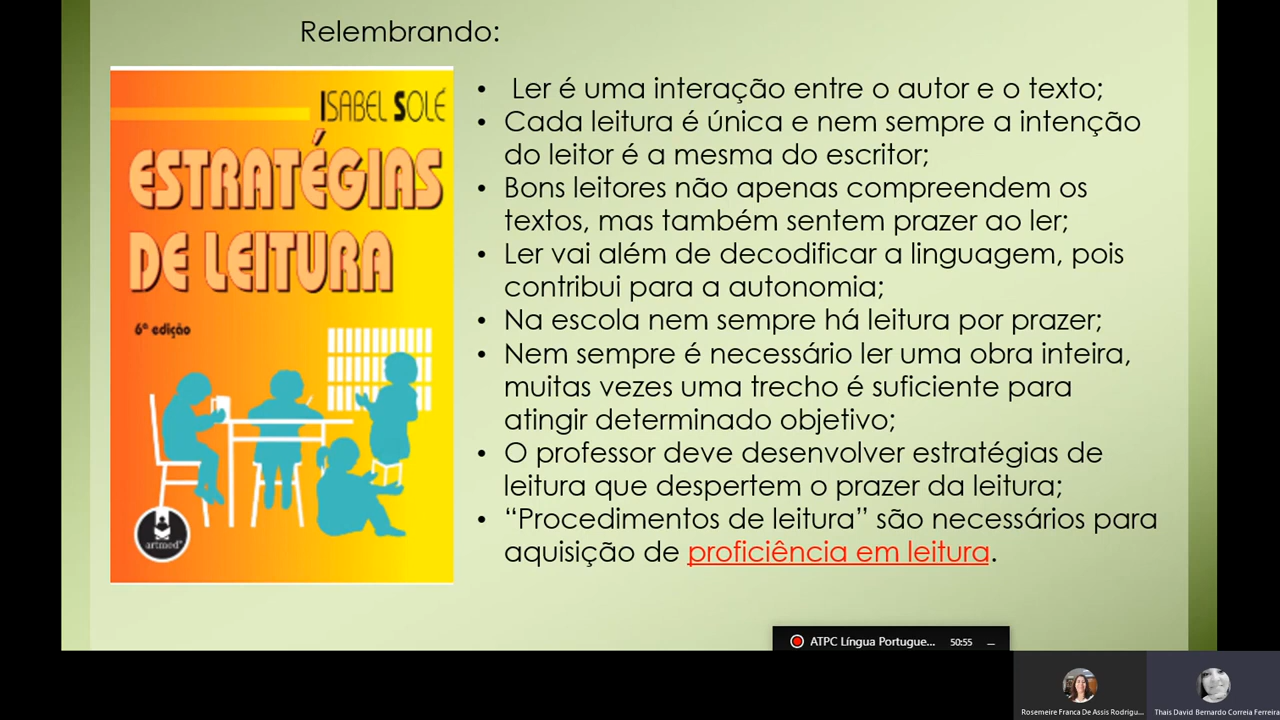 Relembrando:
ISABEL SOLÉ
ESTRATÉGIAS
DE LEITURA
6ª edição
artmed®
• Ler é uma interação entre o autor e o texto;
• Cada leitura é única e nem sempre a intenção
do leitor é a mesma do escritor;
• Bons leitores não apenas compreendem os
textos, mas também sentem prazer ao ler;
• Ler vai além de decodificar a linguagem, pois
contribui para a autonomia;
• Na escola nem sempre há leitura por prazer;
• Nem sempre é necessário ler uma obra inteira,
muitas vezes uma trecho é suficiente para
atingir determinado objetivo;
• O professor deve desenvolver estratégias de
leitura que despertem o prazer da leitura;
• “Procedimentos de leitura” são necessários para
aquisição de proficiência em leitura.
ATPC Língua Portugue... 50:55
Rosemeire Franca De Assis Rodrigu...
Thais David Bernardo Correia Ferreira